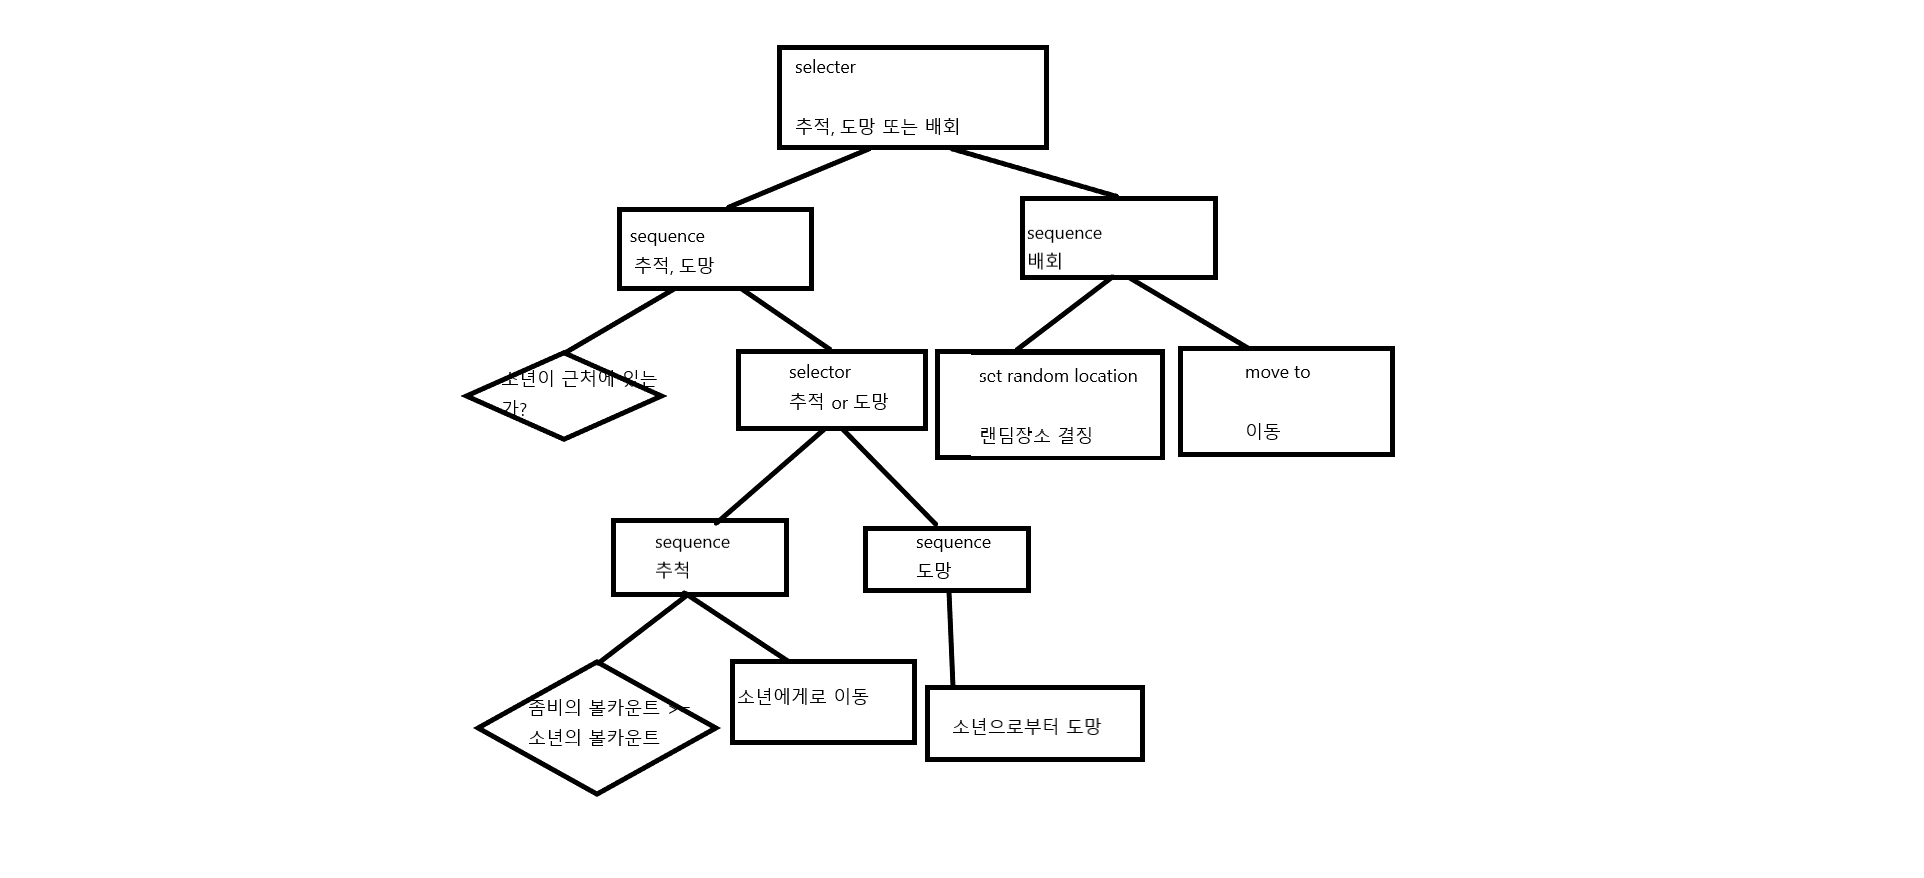 selecter
추적, 도망 또는 배회
sequence
추적, 도망
sequence
배회
소년이 근처에 있는
가?
selector
추적 or 도망
set random location
랜덤장소 결정
move to
이동
sequence
추척
sequence
도망
좀비의 볼카운트 >=
소년의 볼카운트
소년에게로 이동
소년으로부터 도망